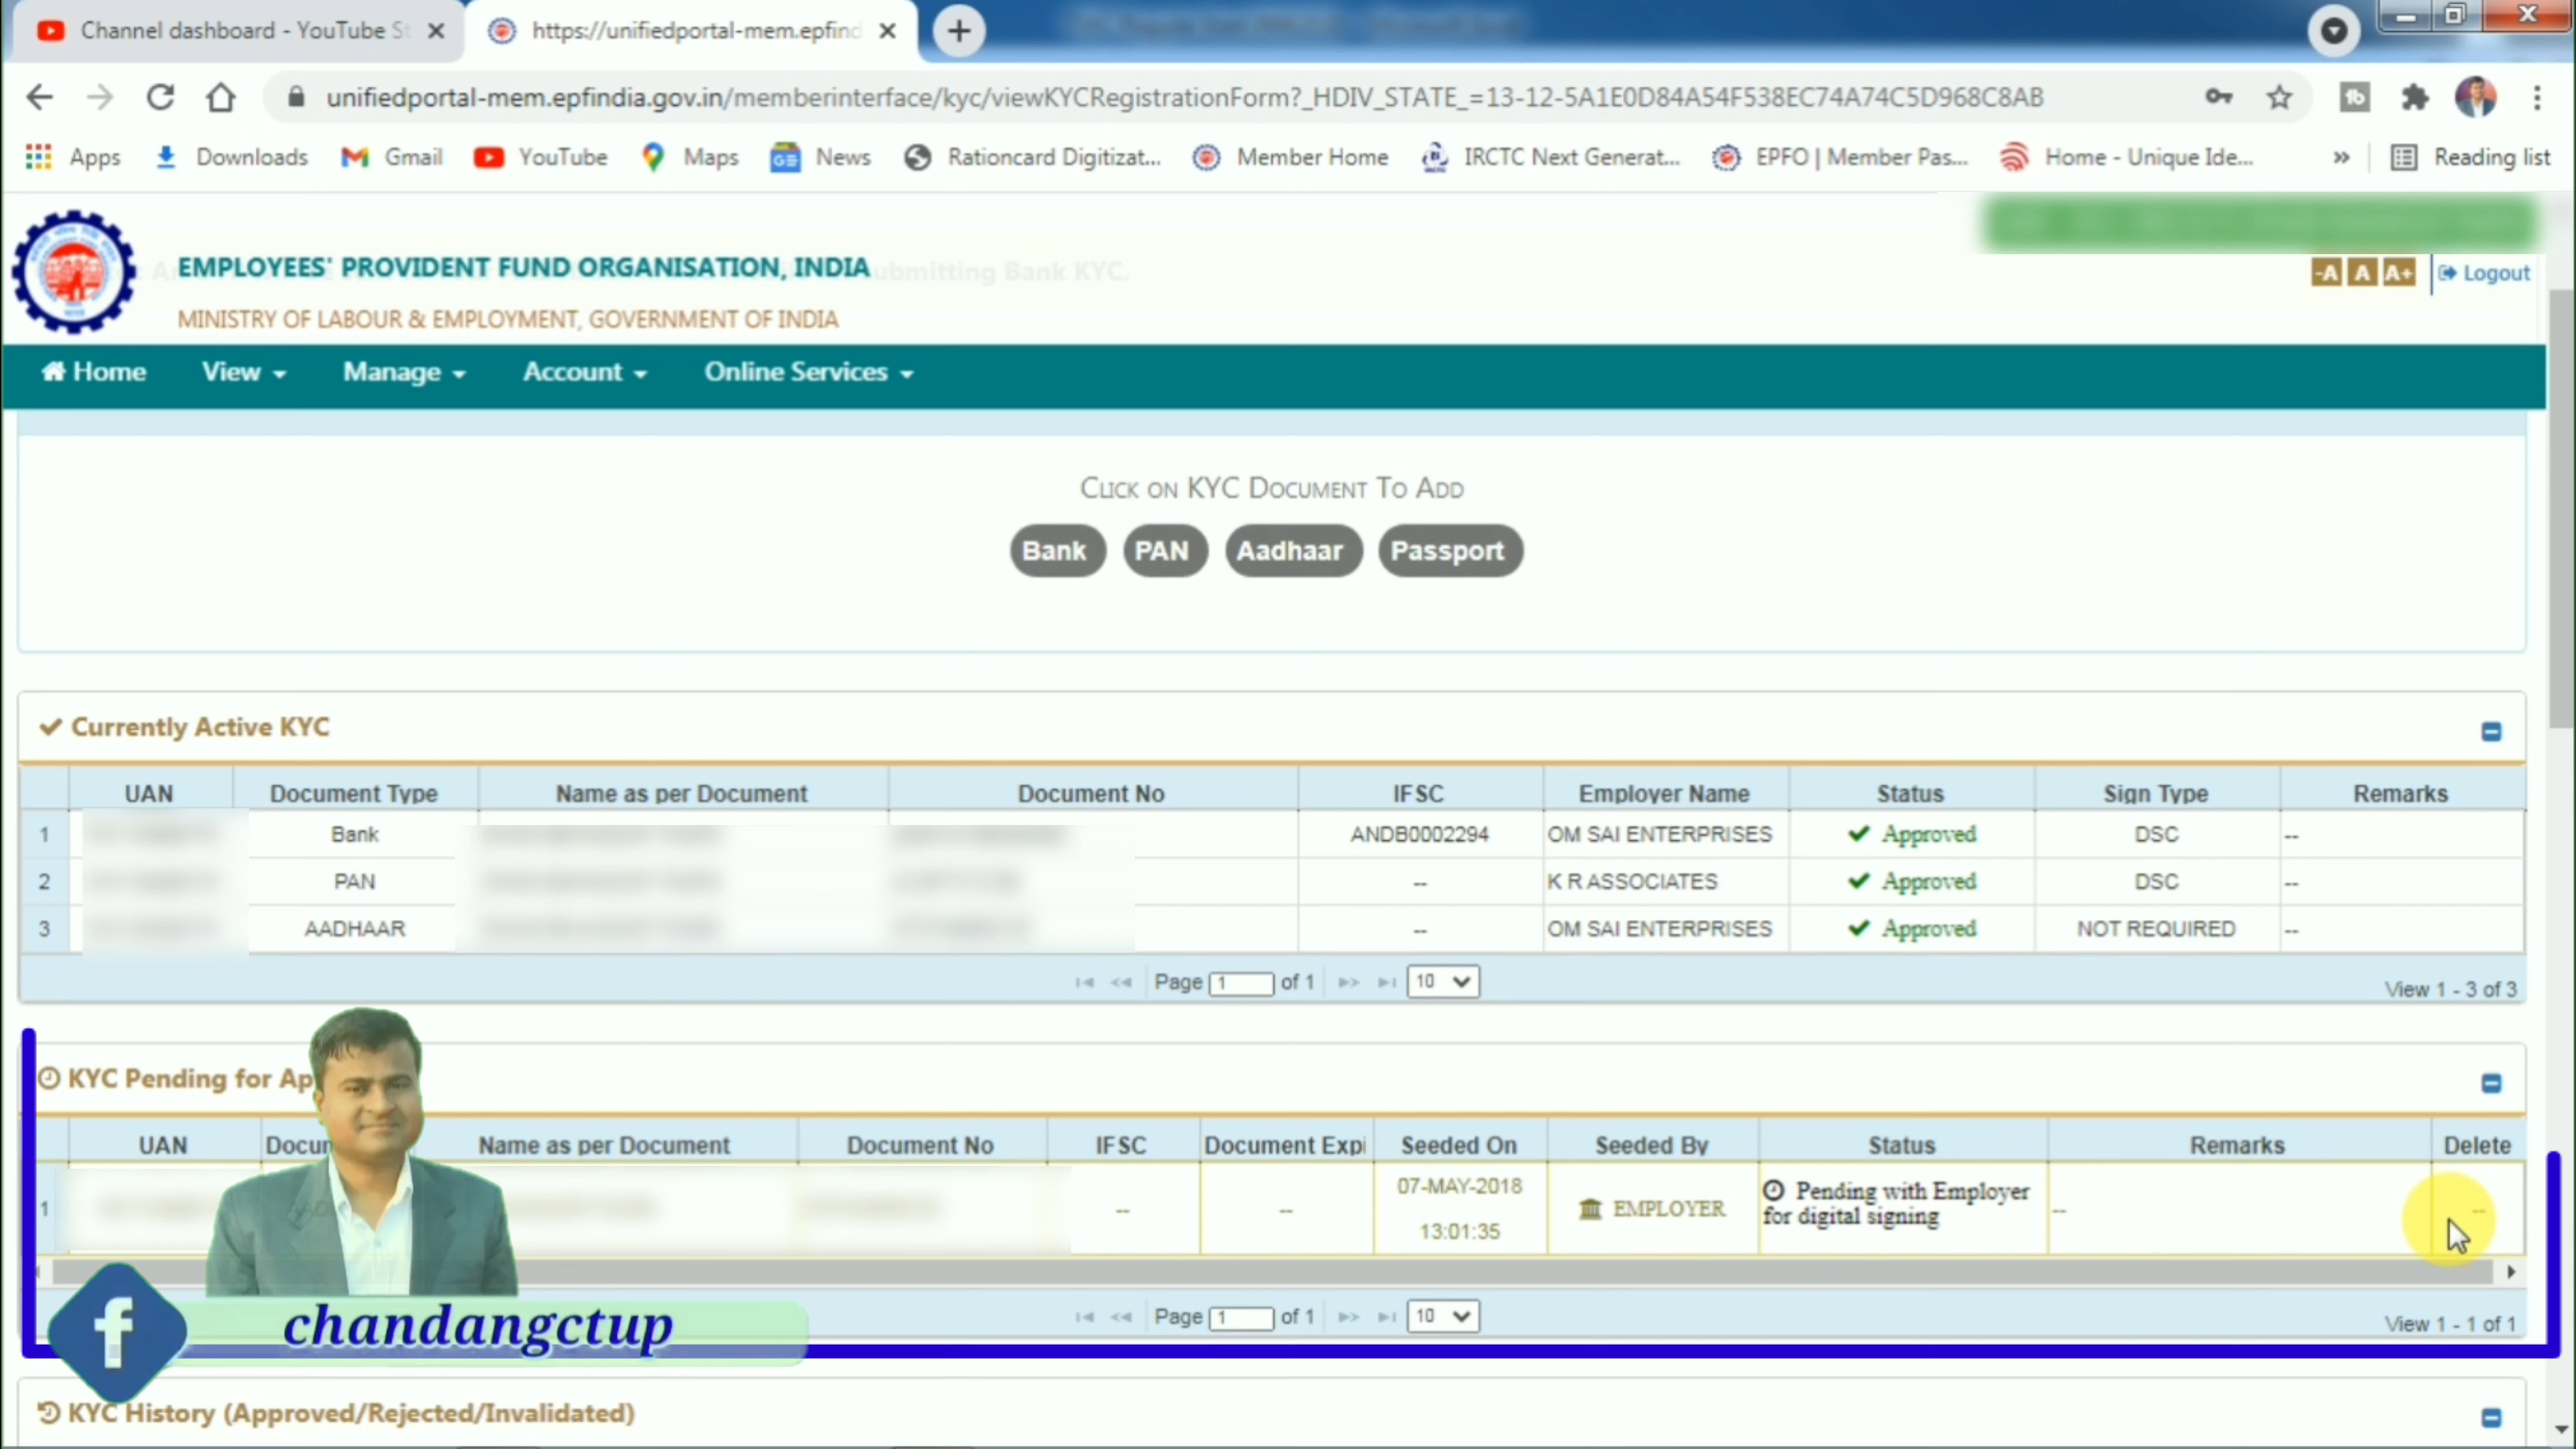 Channel dashboard - YouTube St
https://unifiedportal-mem.epfind
unifiedportal-mem.epfindia.gov.in/memberinterface/kyc/viewKYCRegistrationForm?_HDIV_STATE_=13-12-5A1E0D84A54F538EC74A74C5D968C8AB
Apps Downloads Gmail YouTube Maps News Rationcard Digitizat... Member Home IRCTC Next Generat... EPFO | Member Pas... Home - Unique Ide... » Reading list
EMPLOYEES' PROVIDENT FUND ORGANISATION, INDIA
ubmitting Bank KYC.
-A A A+ Logout
MINISTRY OF LABOUR & EMPLOYMENT, GOVERNMENT OF INDIA
Home View Manage Account Online Services
CLICK ON KYC DOCUMENT TO ADD
Bank PAN Aadhaar Passport
Currently Active KYC
UAN Document Type Name as per Document Document No IFSC Employer Name Status Sign Type Remarks
1 Bank ANDB0002294 OM SAI ENTERPRISES Approved DSC --
2 PAN -- K R ASSOCIATES Approved DSC --
3 AADHAAR -- OM SAI ENTERPRISES Approved NOT REQUIRED --
Page 1 of 1 10 View 1 - 3 of 3
KYC Pending for Ap
UAN Docur Name as per Document Document No IFSC Document Expi Seeded On Seeded By Status Remarks Delete
1 -- -- 07-MAY-2018 13:01:35 EMPLOYER Pending with Employer for digital signing -- --
Page 1 of 1 10 View 1 - 1 of 1
f chandangctup
KYC History (Approved/Rejected/Invalidated)